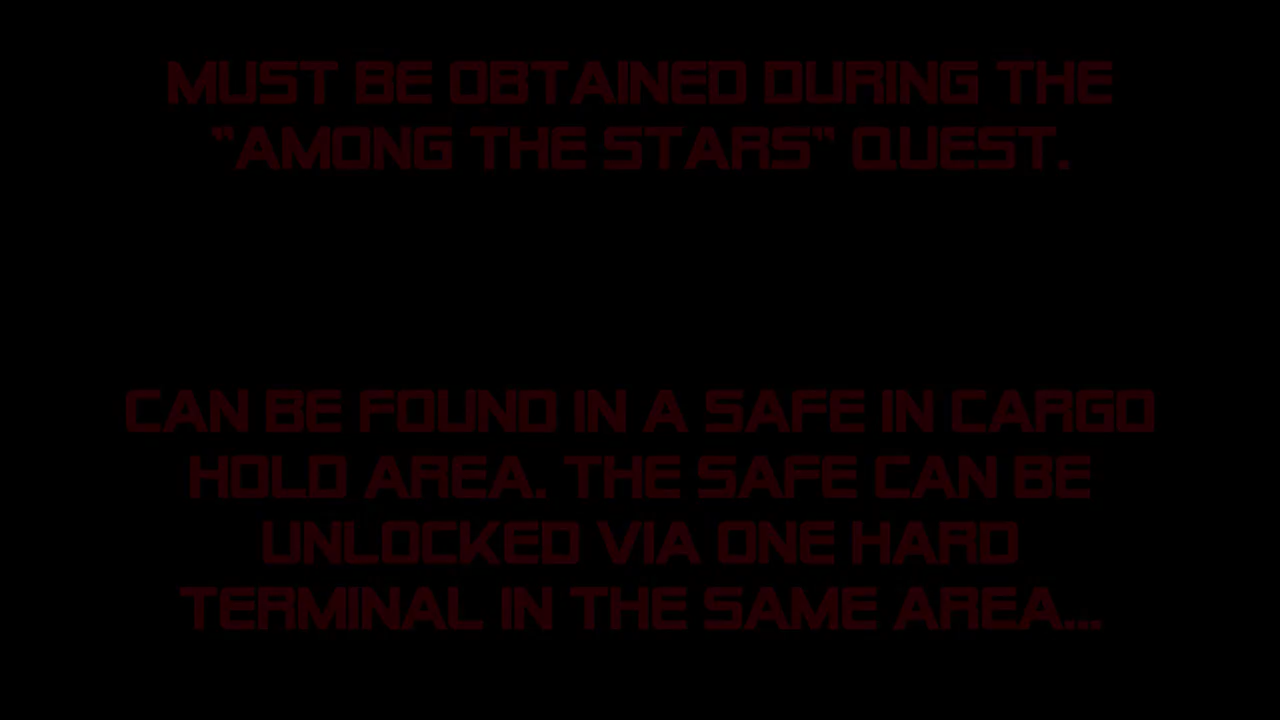 MUST BE OBTAINED DURING THE
"AMONG THE STARS" QUEST.
CAN BE FOUND IN A SAFE IN CARGO
HOLD AREA. THE SAFE CAN BE
UNLOCKED VIA ONE HARD
TERMINAL IN THE SAME AREA...